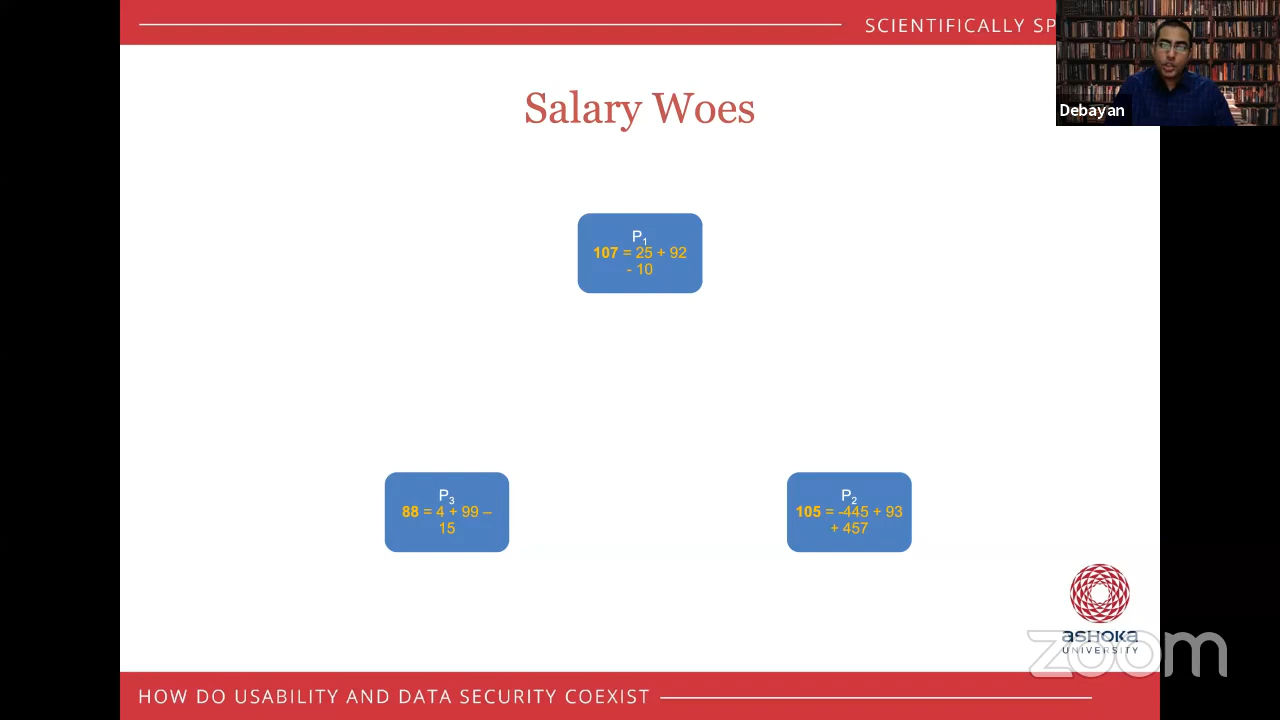 SCIENTIFICALLY SP
Debayan
Salary Woes
P1
107 = 25 + 92
- 10
P3
88 = 4 + 99 –
15
P2
105 = -445 + 93
+ 457
ASHOKA
UNIVERSITY
zoom
HOW DO USABILITY AND DATA SECURITY COEXIST